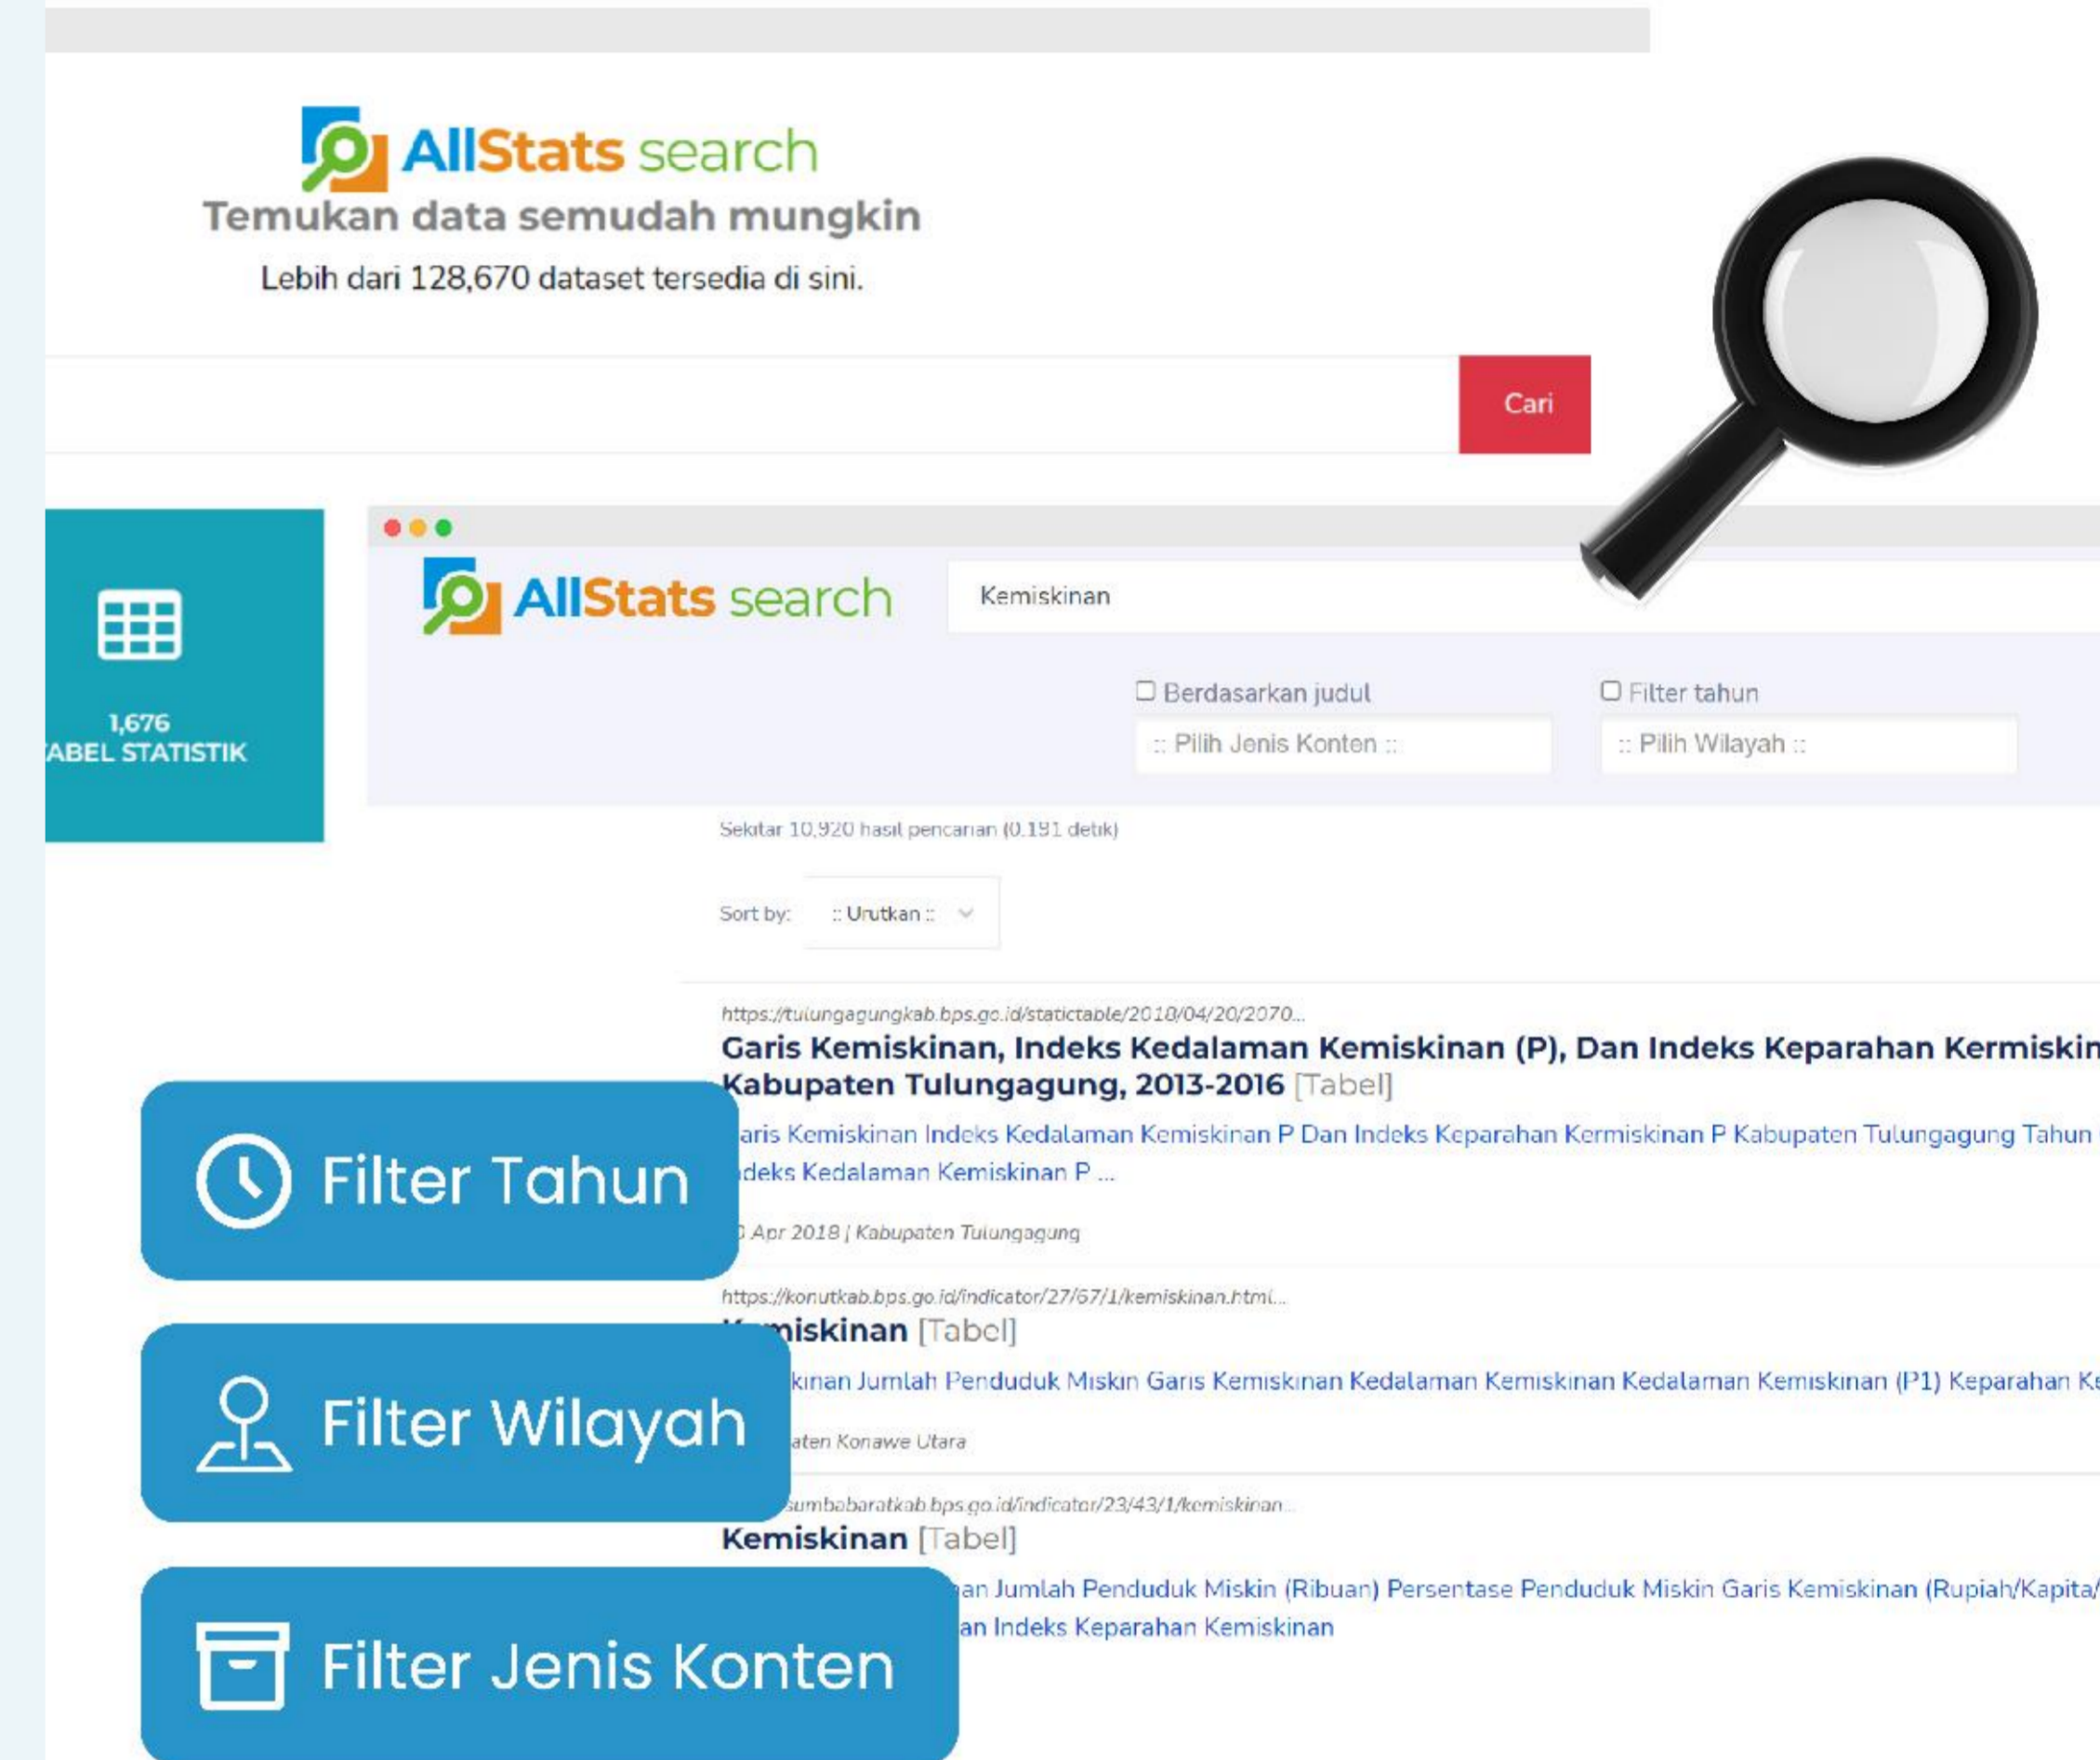 AllStats search
Temukan data semudah mungkin
Lebih dari 128,670 dataset tersedia di sini.
Cari
1,676
ABEL STATISTIK
AllStats search
Kemiskinan
Berdasarkan judul
Filter tahun
:: Pilih Jenis Konten ::
:: Pilih Wilayah ::
Sekitar 10,920 hasil pencarian (0.191 detik)
Sort by: :: Urutkan ::
https://tulungagungkab.bps.go.id/statictable/2018/04/20/2070...
Garis Kemiskinan, Indeks Kedalaman Kemiskinan (P), Dan Indeks Keparahan Kermiskin
Kabupaten Tulungagung, 2013-2016 [Tabel]
aris Kemiskinan Indeks Kedalaman Kemiskinan P Dan Indeks Keparahan Kermiskinan P Kabupaten Tulungagung Tahun
deks Kedalaman Kemiskinan P ...
Apr 2018 | Kabupaten Tulungagung
https://konutkab.bps.go.id/indicator/27/67/1/kemiskinan.html...
miskinan [Tabel]
kinan Jumlah Penduduk Miskin Garis Kemiskinan Kedalaman Kemiskinan Kedalaman Kemiskinan (P1) Keparahan Ke
aten Konawe Utara
sumbabaratkab.bps.go.id/indicator/23/43/1/kemiskinan...
Kemiskinan [Tabel]
an Jumlah Penduduk Miskin (Ribuan) Persentase Penduduk Miskin Garis Kemiskinan (Rupiah/Kapita/
an Indeks Keparahan Kemiskinan
Filter Tahun
Filter Wilayah
Filter Jenis Konten